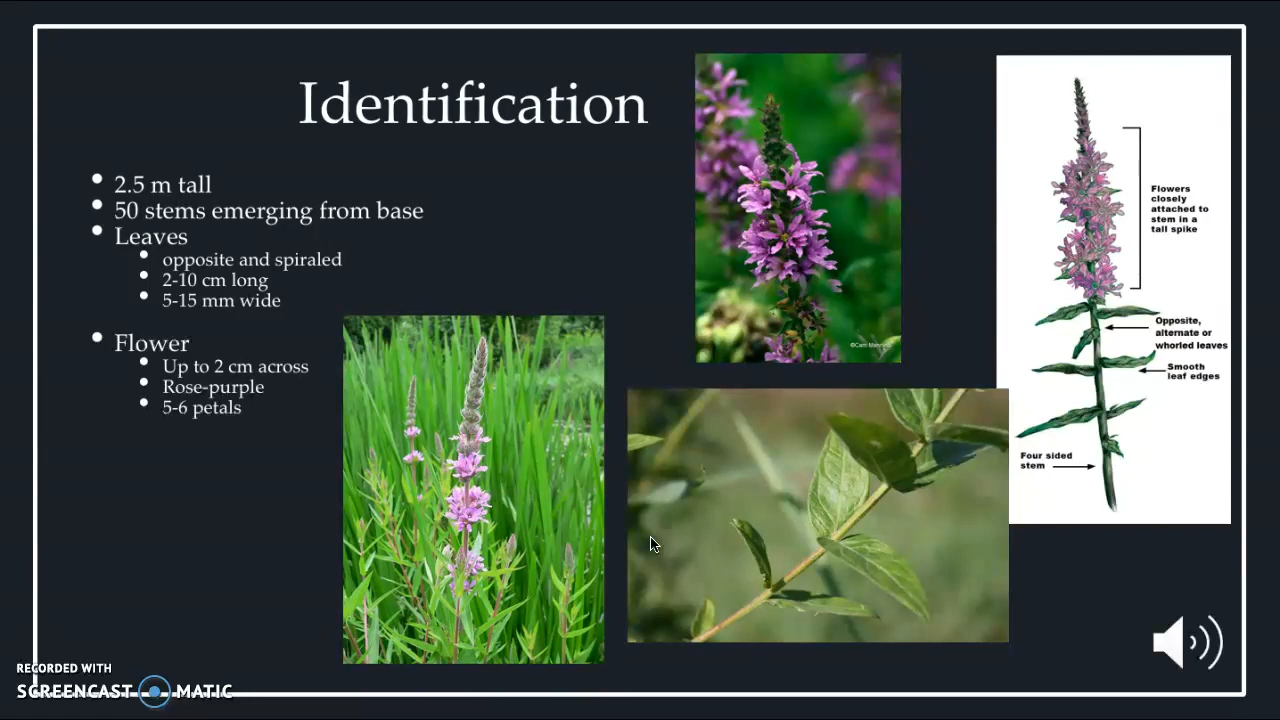 Identification
2.5 m tall
50 stems emerging from base
Leaves
opposite and spiraled
2-10 cm long
5-15 mm wide
Flower
Up to 2 cm across
Rose-purple
5-6 petals
Flowers
closely
attached to
stem in a
tall spike
Opposite,
alternate or
whorled leaves
Smooth
leaf edges
Four sided
stem
RECORDED WITH
SCREENCAST MATIC